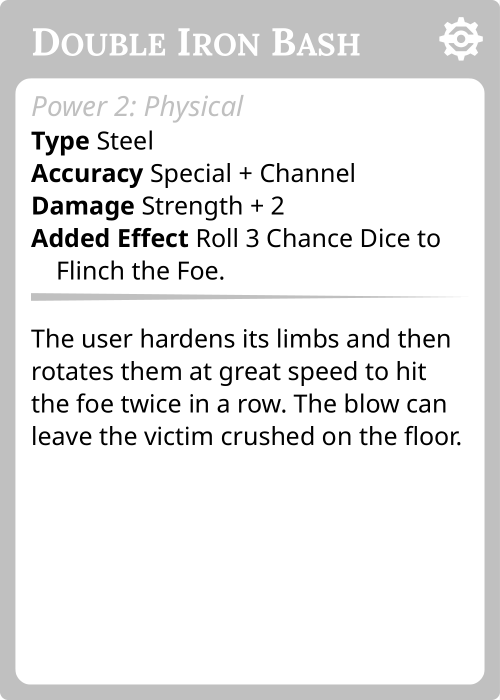 Double Iron Bash
Power 2: Physical
Type Steel
Accuracy Special + Channel
Damage Strength + 2
Added Effect Roll 3 Chance Dice to
Flinch the Foe.
The user hardens its limbs and then
rotates them at great speed to hit
the foe twice in a row. The blow can
leave the victim crushed on the floor.